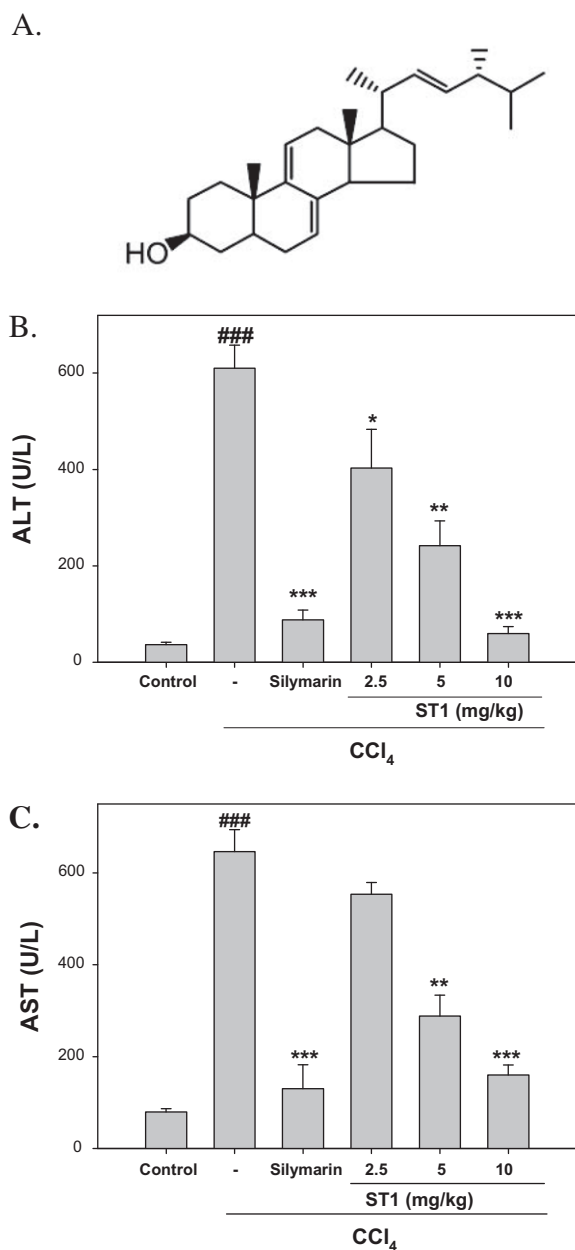 A.
HO
B.
ALT (U/L)
600
400
200
0
###
***
*
**
***
Control - Silymarin 2.5 5 10
ST1 (mg/kg)
CCl4
C.
AST (U/L)
600
400
200
0
###
***
**
***
Control - Silymarin 2.5 5 10
ST1 (mg/kg)
CCl4